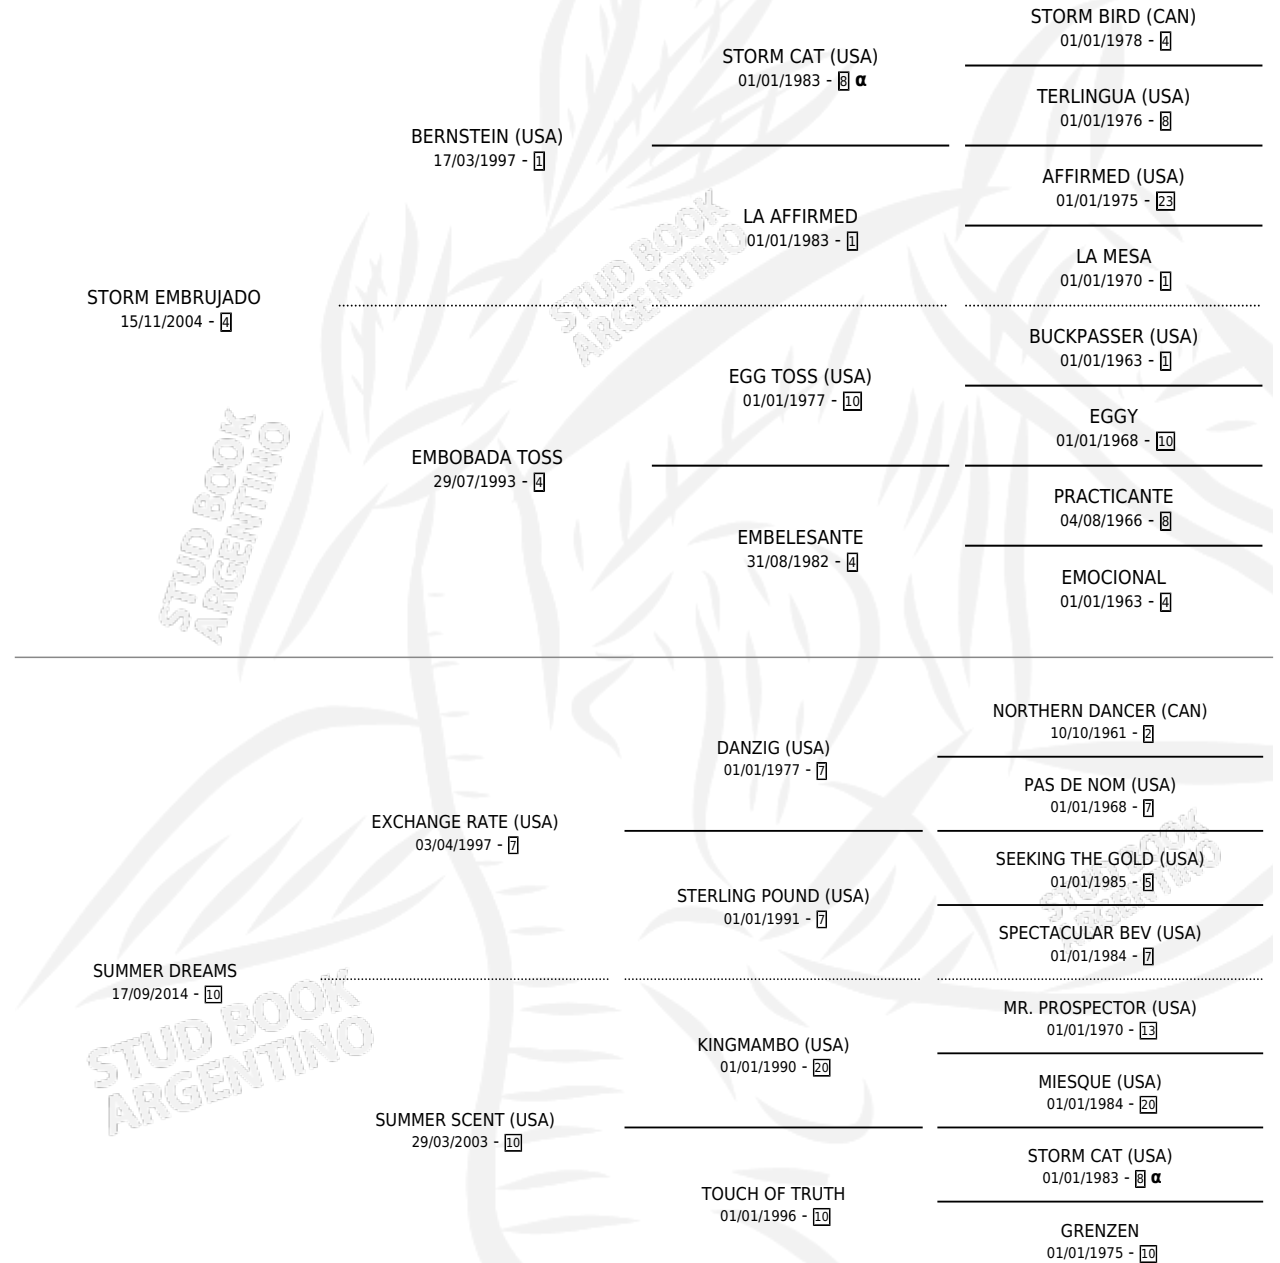 STORM BIRD (CAN)
01/01/1978 - 4
STORM CAT (USA)
01/01/1983 - 8 α
TERLINGUA (USA)
01/01/1976 - 8
BERNSTEIN (USA)
17/03/1997 - 1
AFFIRMED (USA)
01/01/1975 - 23
LA AFFIRMED
01/01/1983 - 1
LA MESA
01/01/1970 - 1
STORM EMBRUJADO
15/11/2004 - 4
BUCKPASSER (USA)
01/01/1963 - 1
EGG TOSS (USA)
01/01/1977 - 10
EGGY
01/01/1968 - 10
EMBOBADA TOSS
29/07/1993 - 4
PRACTICANTE
04/08/1966 - 8
EMBELESANTE
31/08/1982 - 4
EMOCIONAL
01/01/1963 - 4
NORTHERN DANCER (CAN)
10/10/1961 - 2
DANZIG (USA)
01/01/1977 - 7
PAS DE NOM (USA)
01/01/1968 - 7
EXCHANGE RATE (USA)
03/04/1997 - 7
SEEKING THE GOLD (USA)
01/01/1985 - 5
STERLING POUND (USA)
01/01/1991 - 7
SPECTACULAR BEV (USA)
01/01/1984 - 7
SUMMER DREAMS
17/09/2014 - 10
MR. PROSPECTOR (USA)
01/01/1970 - 13
KINGMAMBO (USA)
01/01/1990 - 20
MIESQUE (USA)
01/01/1984 - 20
SUMMER SCENT (USA)
29/03/2003 - 10
STORM CAT (USA)
01/01/1983 - 8 α
TOUCH OF TRUTH
01/01/1996 - 10
GRENZEN
01/01/1975 - 10
STUD BOOK
ARGENTINO
STUD BOOK
ARGENTINO
STUD BOOK
ARGENTINO
STUD BOOK
ARGENTINO